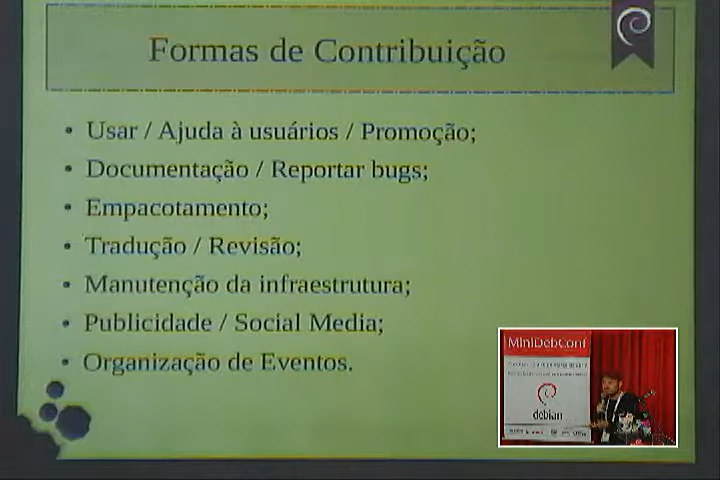 Formas de Contribuição
• Usar / Ajuda à usuários / Promoção;
• Documentação / Reportar bugs;
• Empacotamento;
• Tradução / Revisão;
• Manutenção da infraestrutura;
• Publicidade / Social Media;
• Organização de Eventos.
MiniDebConf
debian